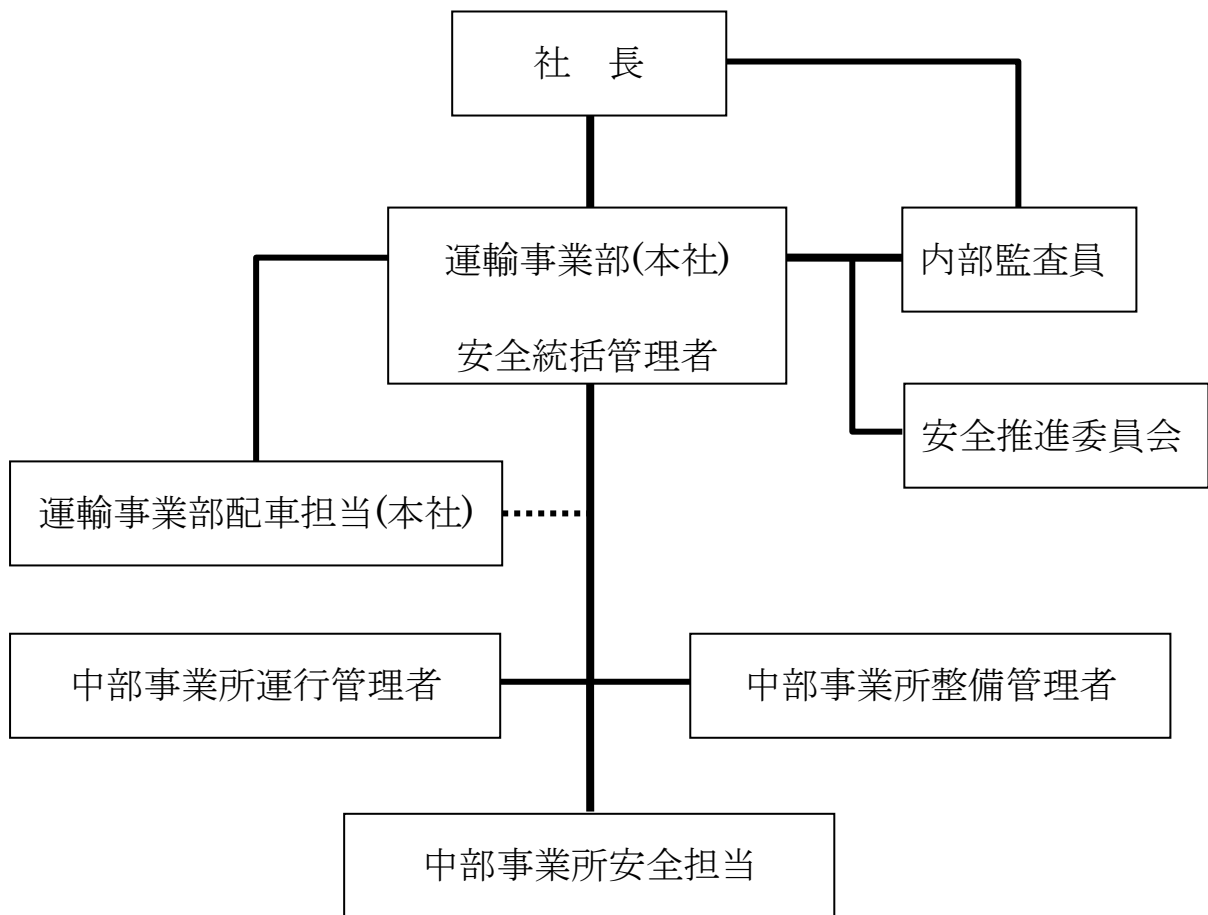 社　長
運輸事業部(本社)
安全統括管理者
内部監査員
安全推進委員会
運輸事業部配車担当(本社)
中部事業所運行管理者
中部事業所整備管理者
中部事業所安全担当